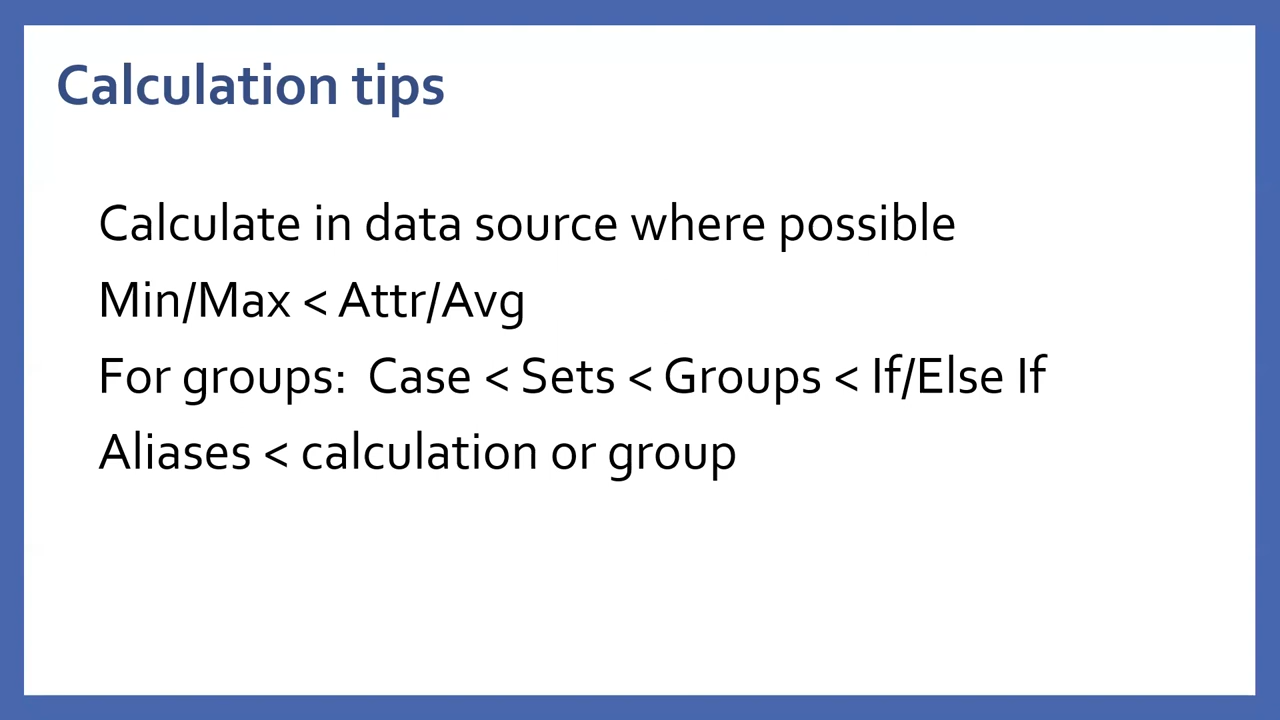 Calculation tips
Calculate in data source where possible
Min/Max < Attr/Avg
For groups:  Case < Sets < Groups < If/Else If
Aliases < calculation or group